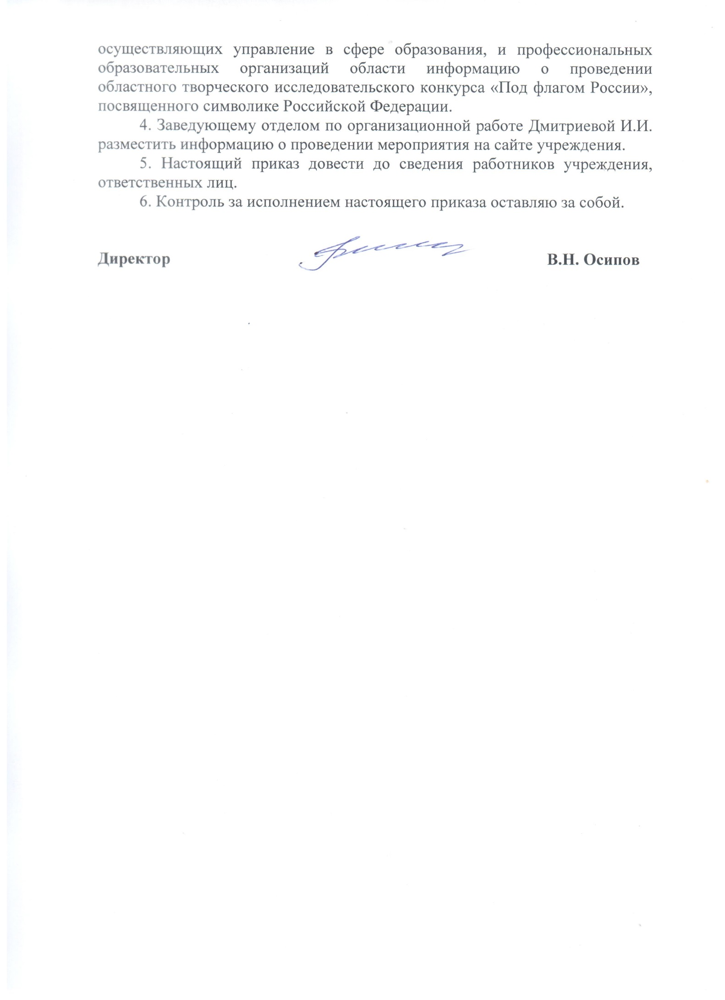 осуществляющих управление в сфере образования, и профессиональных
образовательных организаций области информацию о проведении
областного творческого исследовательского конкурса «Под флагом России»,
посвященного символике Российской Федерации.
4. Заведующему отделом по организационной работе Дмитриевой И.И.
разместить информацию о проведении мероприятия на сайте учреждения.
5. Настоящий приказ довести до сведения работников учреждения,
ответственных лиц.
6. Контроль за исполнением настоящего приказа оставляю за собой.
Директор В.Н. Осипов